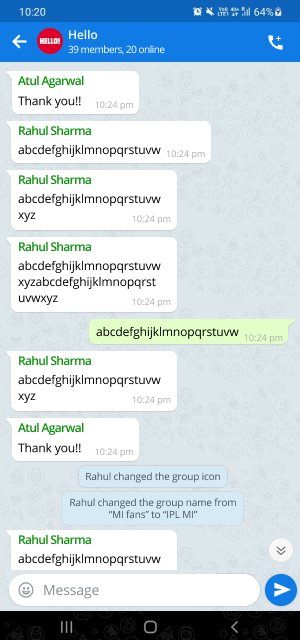 10:20
Vo)) 4G+
LTE1
64%
HELLO!
Hello
39 members, 20 online
Atul Agarwal
Thank you!!
10:24 pm
Rahul Sharma
abcdefghijklmnopqrstuvw
10:24 pm
Rahul Sharma
abcdefghijklmnopqrstuvw
xyz
10:24 pm
Rahul Sharma
abcdefghijklmnopqrstuvw
xyzabcdefghijklmnopqrst
uvwxyz
10:24 pm
abcdefghijklmnopqrstuvw
10:24 pm
Rahul Sharma
abcdefghijklmnopqrstuvw
xyz
10:24 pm
Atul Agarwal
Thank you!!
10:24 pm
Rahul changed the group icon
Rahul changed the group name from
“MI fans” to “IPL MI”
Rahul Sharma
abcdefghijklmnopqrstuvw
Message